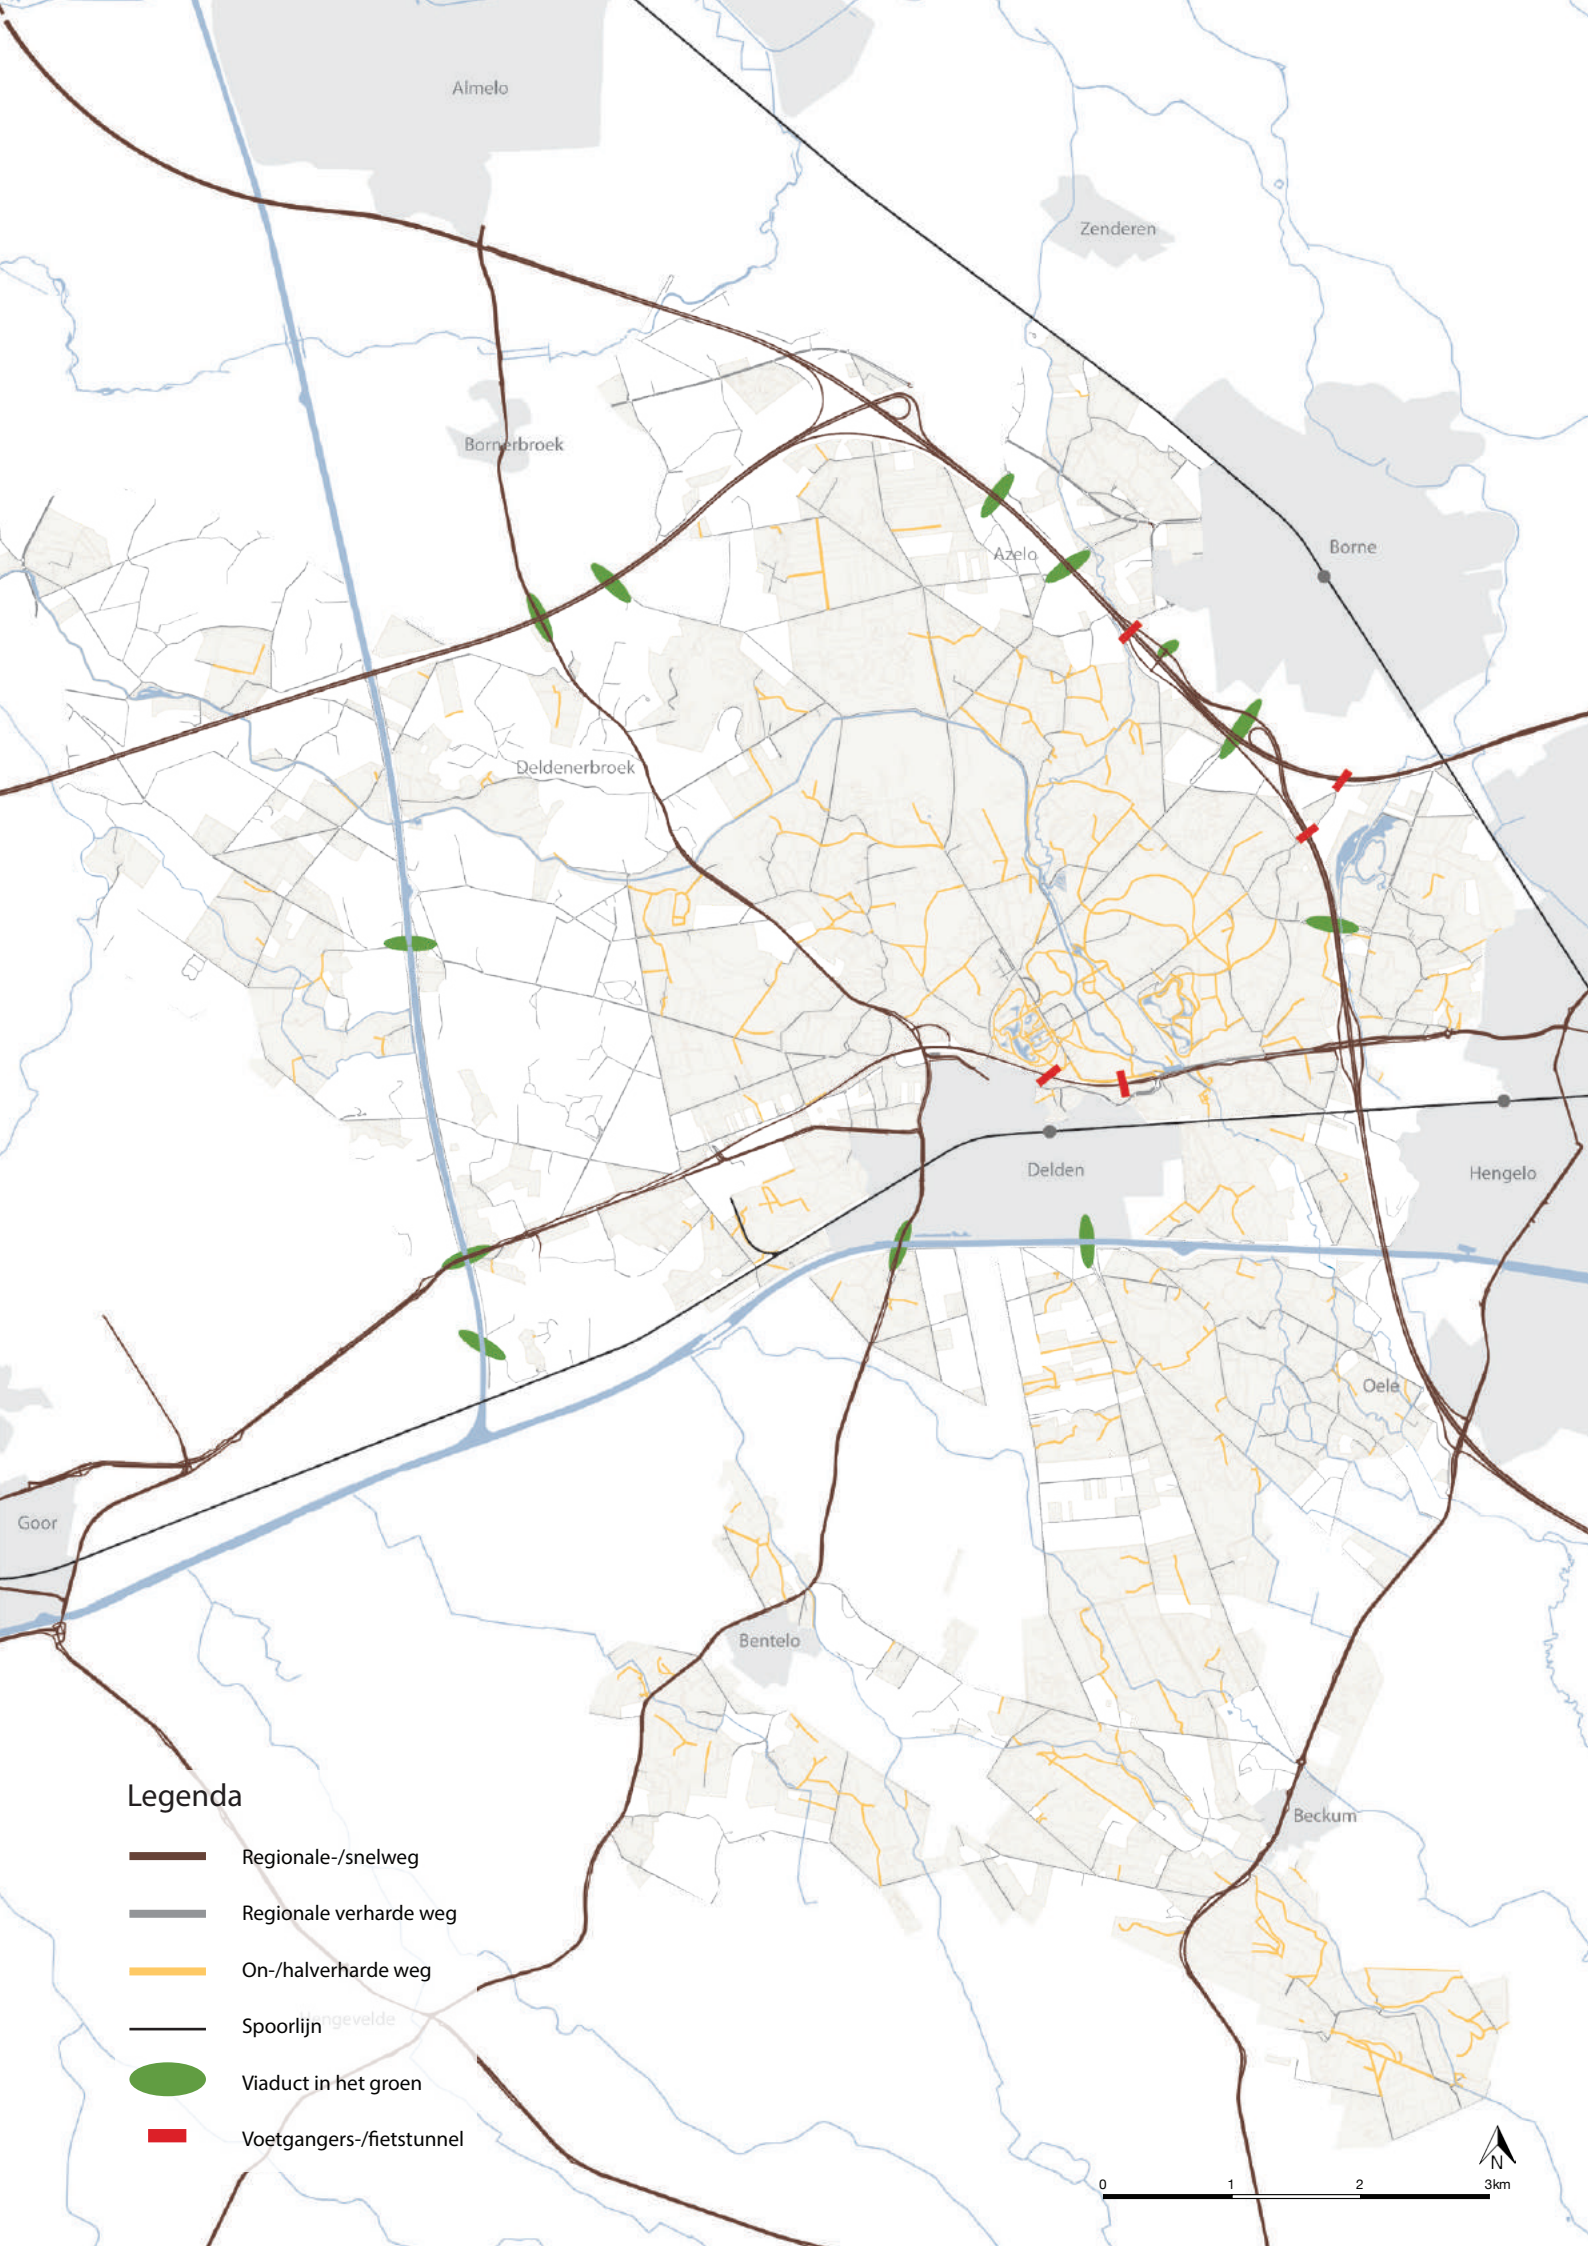 Almelo
Zenderen
Bornerbroek
Borne
Azelo
Deldenerbroek
Delden
Hengelo
Oele
Goor
Bentelo
Beckum
Legenda
Regionale-/snelweg
Regionale verharde weg
On-/halverharde weg
Hengevelde
Spoorlijn
Viaduct in het groen
Voetgangers-/fietstunnel
N
0 1 2 3km